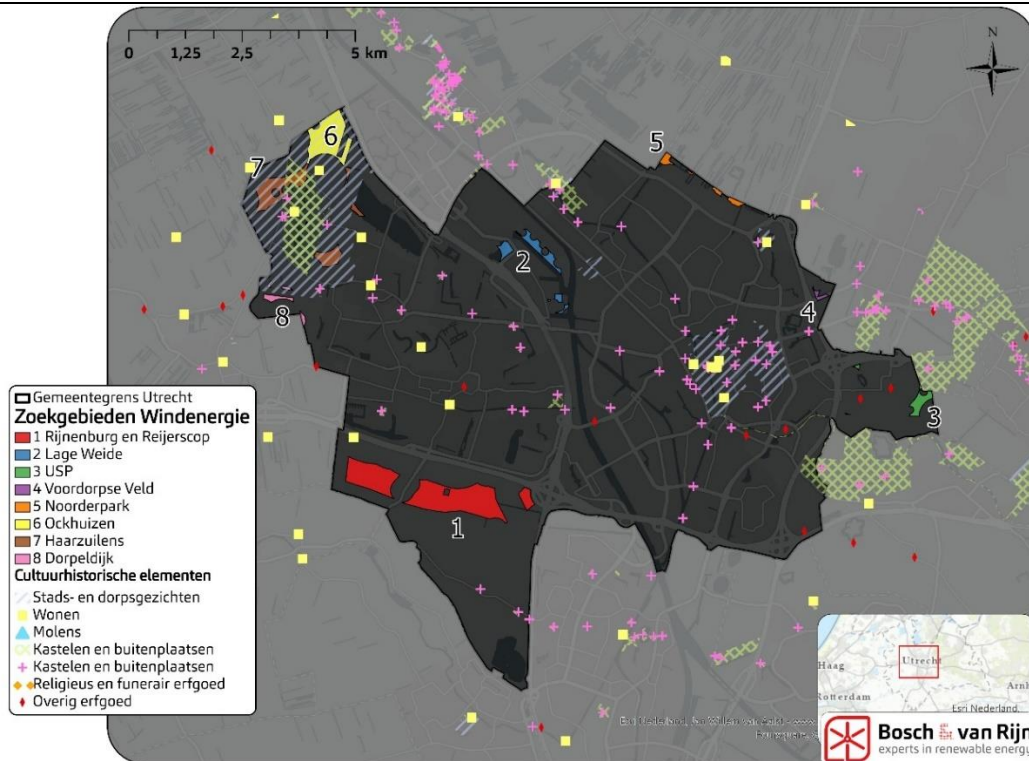 N
0 1,25 2,5 5 km
5
6
7
2
8
4
3
1
Gemeentegrens Utrecht
Zoekgebieden Windenergie
1 Rijnenburg en Reijerscop
2 Lage Weide
3 USP
4 Voordorpse Veld
5 Noorderpark
6 Ockhuizen
7 Haarzuilens
8 Dorpeldijk
Cultuurhistorische elementen
Stads- en dorpsgezichten
Wonen
Molens
Kastelen en buitenplaatsen
Kastelen en buitenplaatsen
Religieus en funerair erfgoed
Overig erfgoed
Haag
Utrecht
Rotterdam
Arnh
Esri Nederland,
Esri Nederland,
Bosch & van Rijn
experts in renewable energy